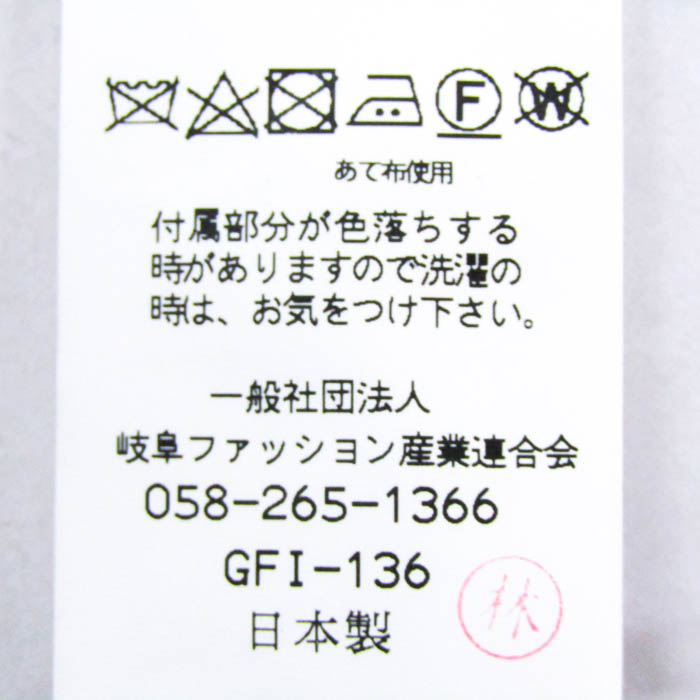 F W
あて布使用
付属部分が色落ちする
時がありますので洗濯の
時は、お気をつけ下さい。
一般社団法人
岐阜ファッション産業連合会
058-265-1366
GFI-136
日本製